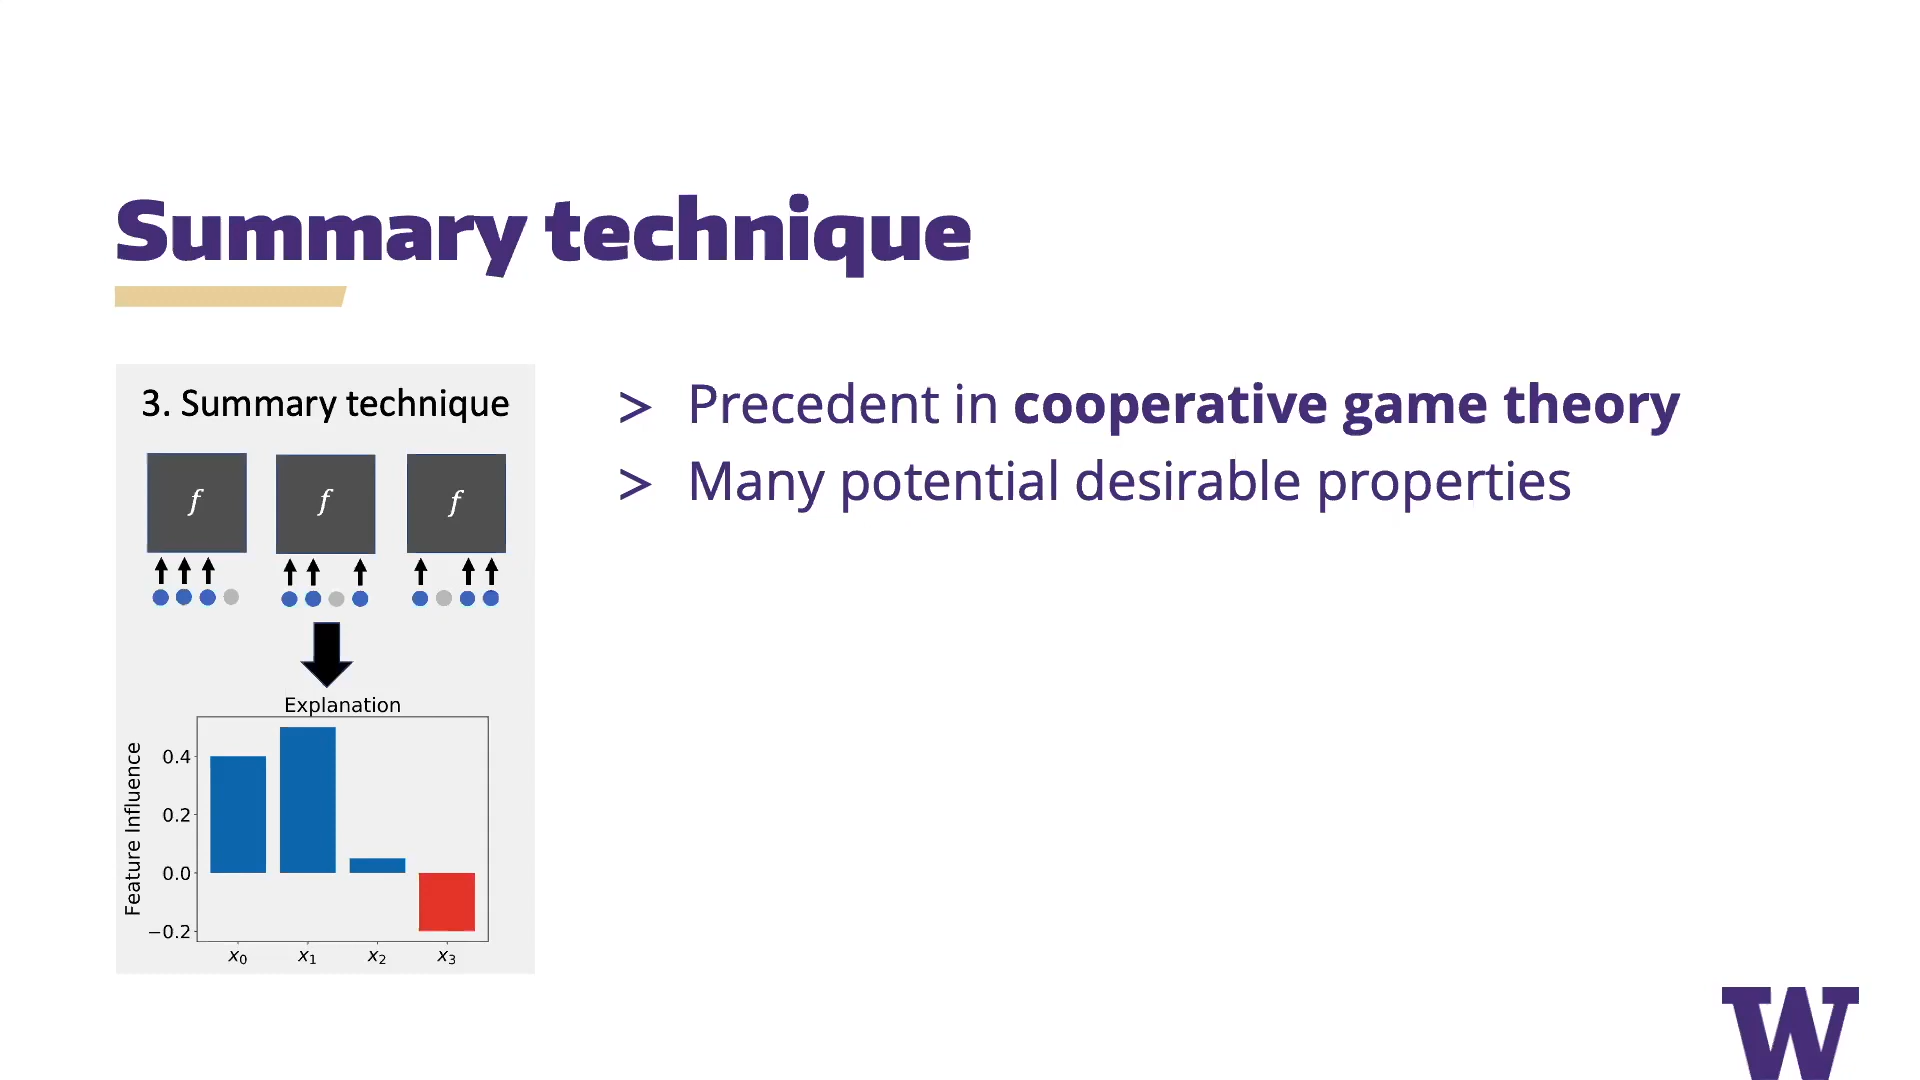 Summary technique
3. Summary technique
f f f
> Precedent in cooperative game theory
> Many potential desirable properties
Explanation
Feature Influence
0.4
0.2
0.0
−0.2
x0 x1 x2 x3
W